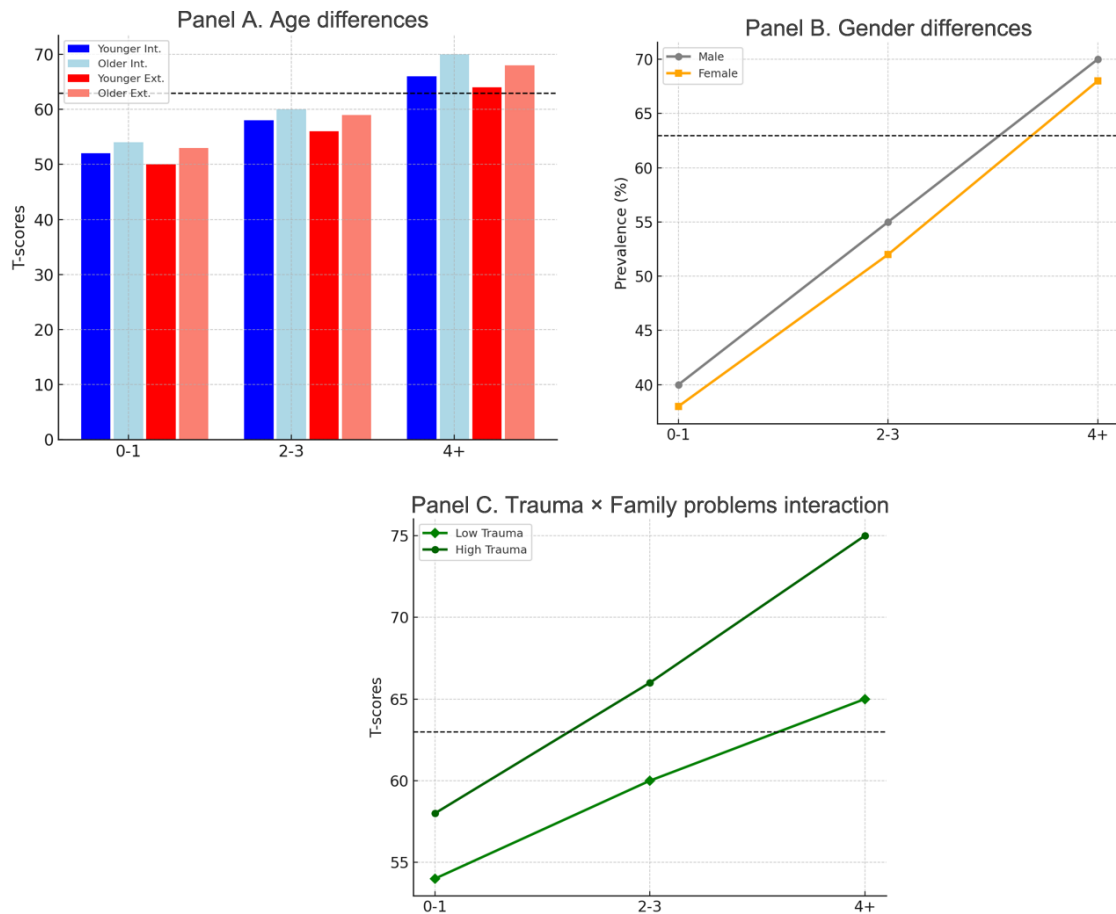 Panel A. Age differences
Younger Int.
Older Int.
Younger Ext.
Older Ext.
T-scores
70
60
50
40
30
20
10
0
0-1
2-3
4+
Panel B. Gender differences
Male
Female
Prevalence (%)
70
65
60
55
50
45
40
0-1
2-3
4+
Panel C. Trauma × Family problems interaction
Low Trauma
High Trauma
T-scores
75
70
65
60
55
0-1
2-3
4+